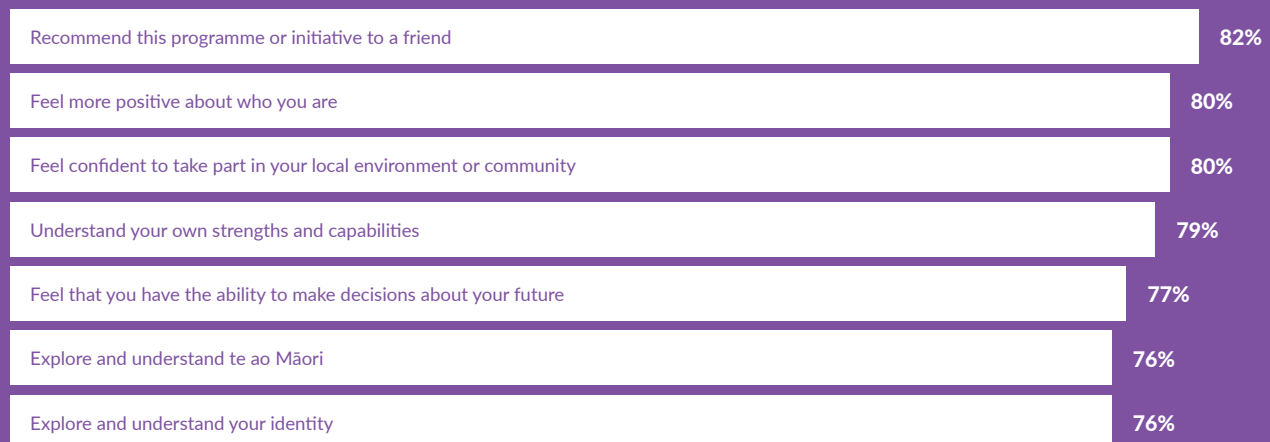 Recommend this programme or initiative to a friend 82%
Feel more positive about who you are 80%
Feel confident to take part in your local environment or community 80%
Understand your own strengths and capabilities 79%
Feel that you have the ability to make decisions about your future 77%
Explore and understand te ao Māori 76%
Explore and understand your identity 76%